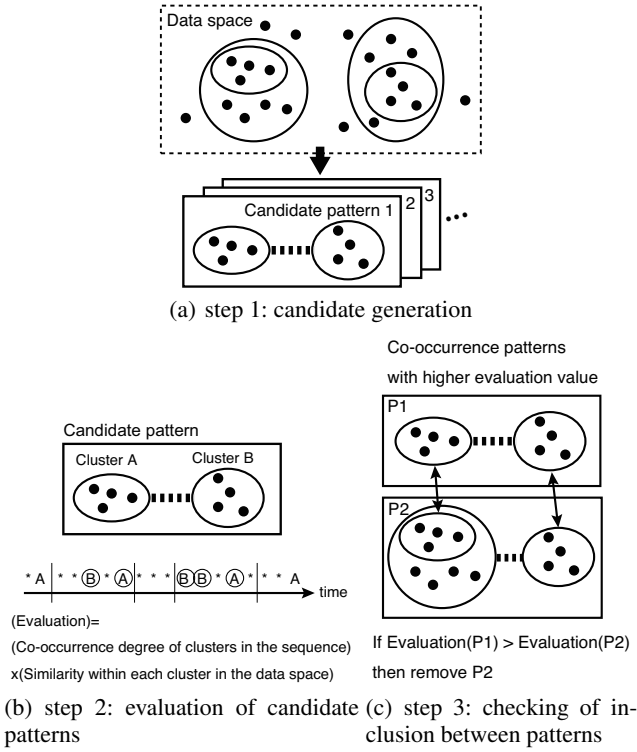 Data space
Candidate pattern 1
2
3
(a) step 1: candidate generation
Candidate pattern
Cluster A
Cluster B
* A * * B * A * * * B B * A * * * A
time
(Evaluation)=
(Co-occurrence degree of clusters in the sequence)
x(Similarity within each cluster in the data space)
(b) step 2: evaluation of candidate
patterns
Co-occurrence patterns
with higher evaluation value
P1
P2
If Evaluation(P1) > Evaluation(P2)
then remove P2
(c) step 3: checking of in-
clusion between patterns